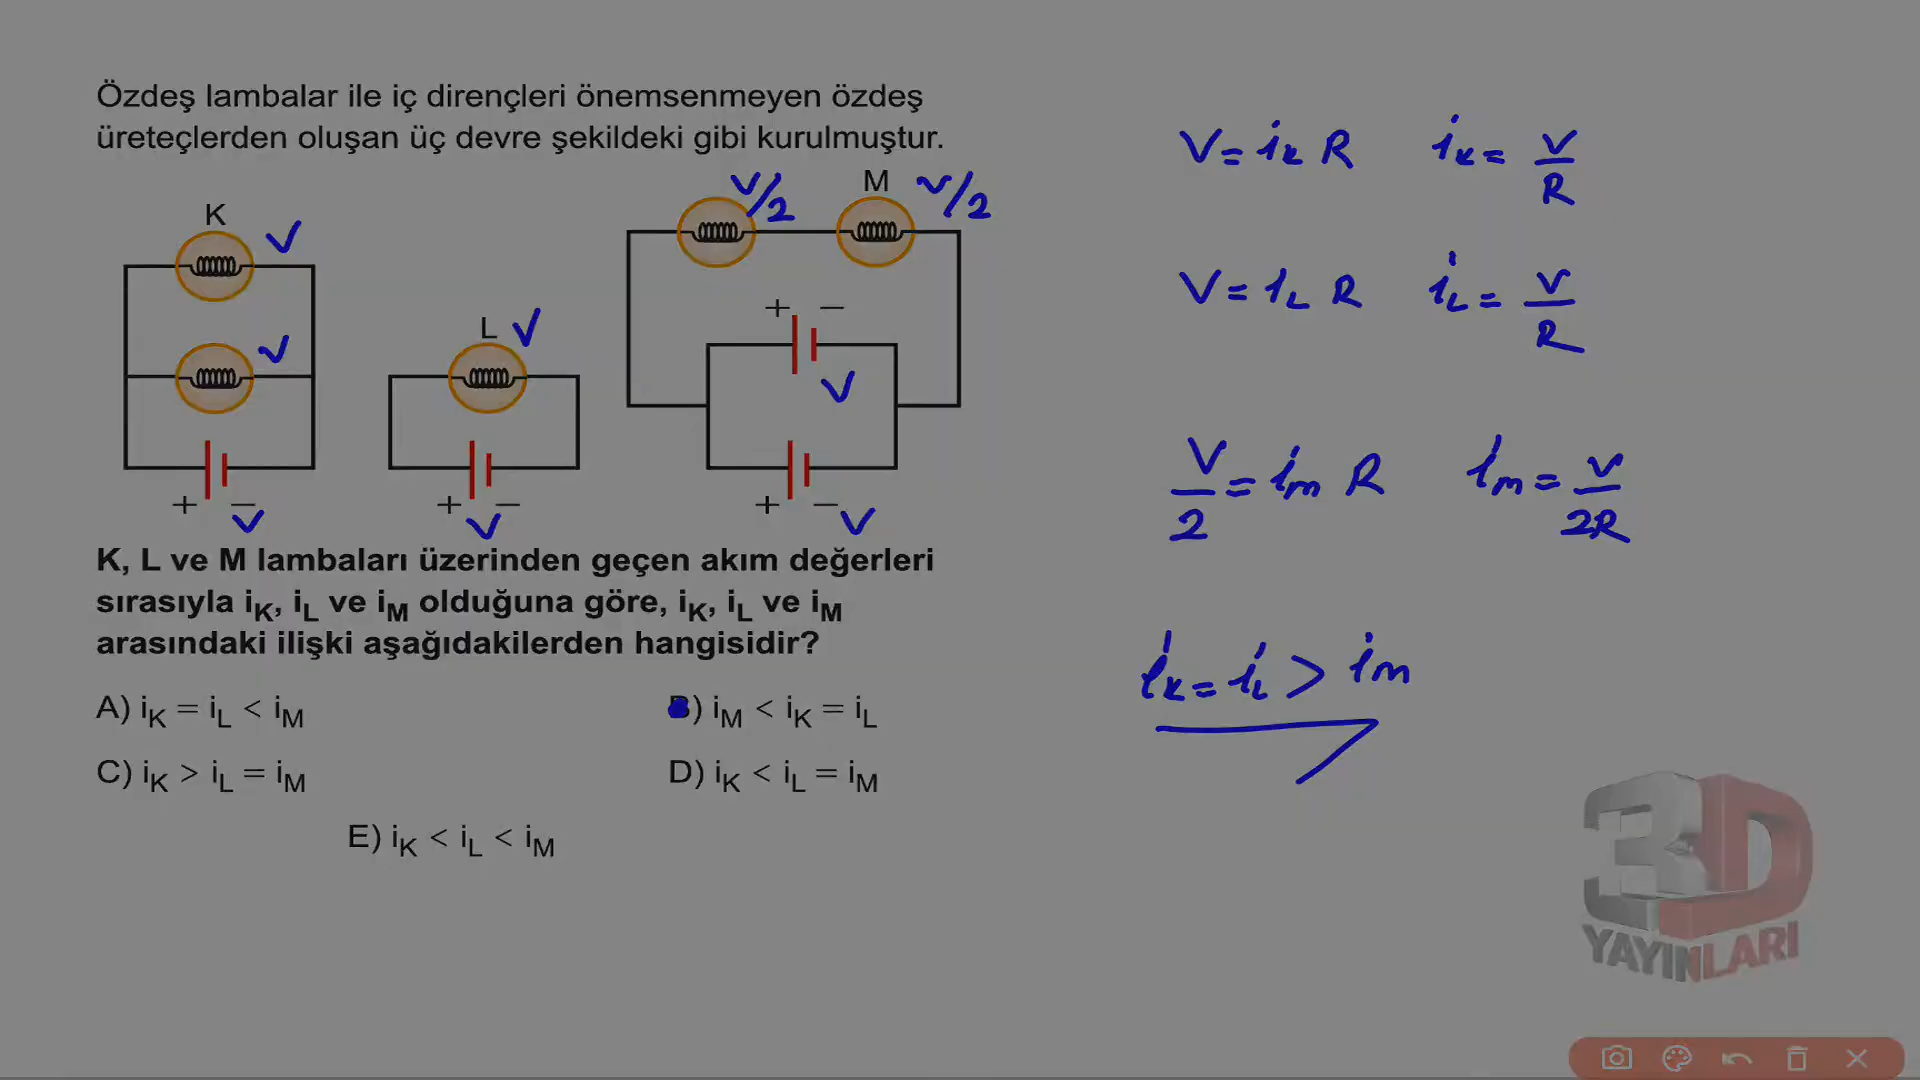 Özdeş lambalar ile iç dirençleri önemsenmeyen özdeş
üreteçlerden oluşan üç devre şekildeki gibi kurulmuştur.
K V
V
+ − V
L V
+ − V
V/2 M V/2
+ −
V
+ − V
K, L ve M lambaları üzerinden geçen akım değerleri
sırasıyla iK, iL ve iM olduğuna göre, iK, iL ve iM
arasındaki ilişki aşağıdakilerden hangisidir?
A) iK = iL < iM
B) iM < iK = iL
C) iK > iL = iM
D) iK < iL = iM
E) iK < iL < iM
V = iK R iK = V/R
V = iL R iL = V/R
V/2 = im R im = V/2R
iK = iL > im
3D
YAYINLARI